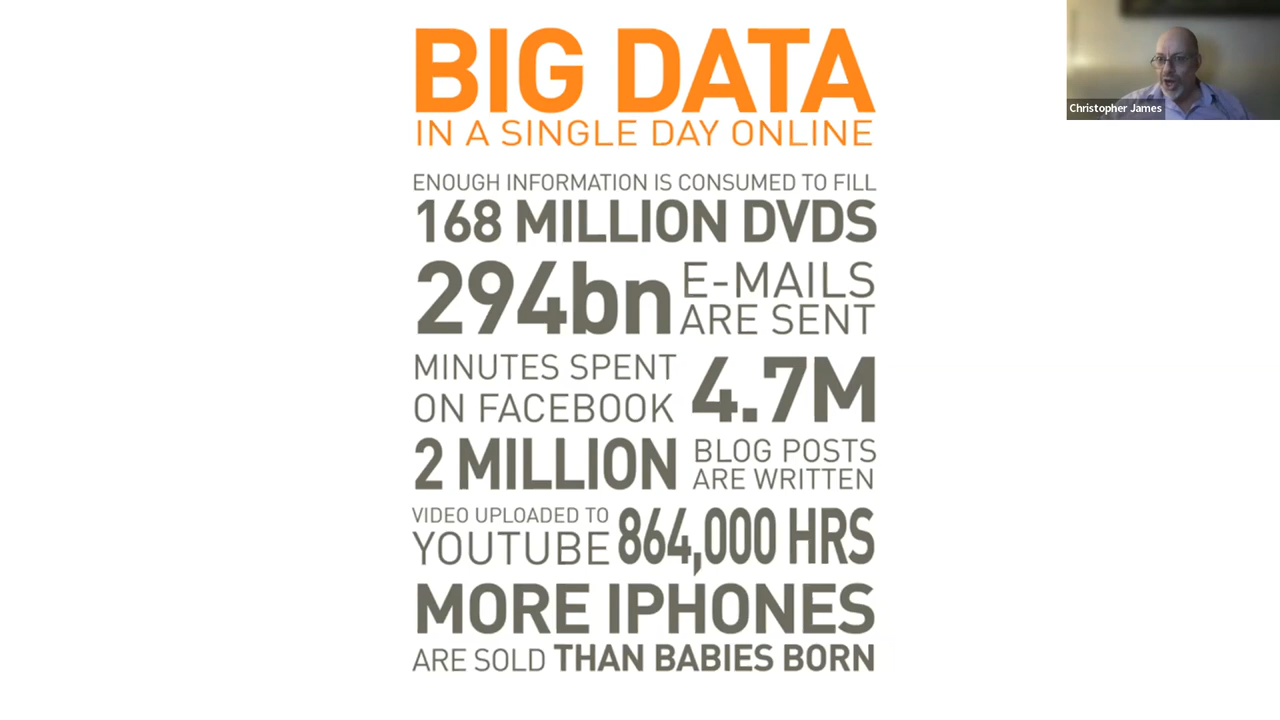 BIG DATA
IN A SINGLE DAY ONLINE
ENOUGH INFORMATION IS CONSUMED TO FILL
168 MILLION DVDS
294bn E-MAILS
ARE SENT
MINUTES SPENT
ON FACEBOOK 4.7M
2 MILLION BLOG POSTS
ARE WRITTEN
VIDEO UPLOADED TO
YOUTUBE 864,000 HRS
MORE IPHONES
ARE SOLD THAN BABIES BORN
Christopher James